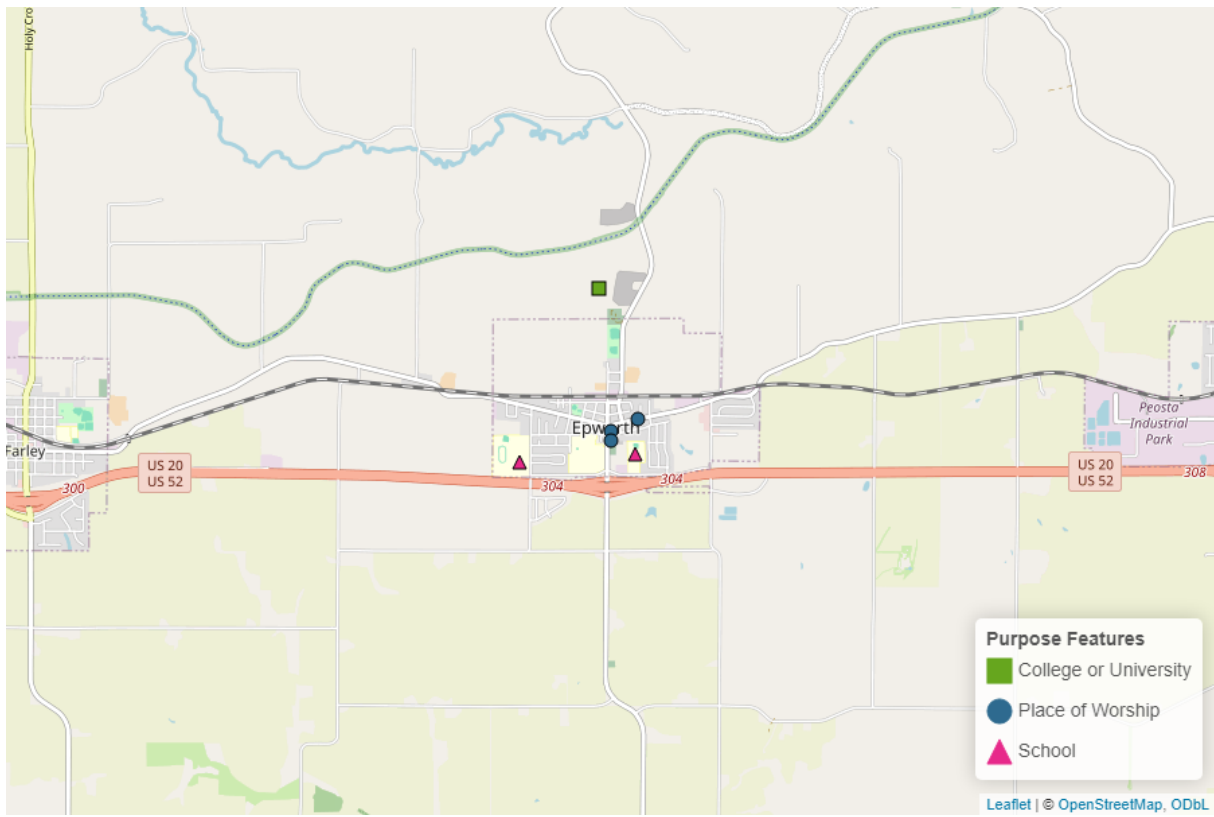 Holy Cro
Epworth
Farley
US 20
US 52
300
304
304
US 20
US 52
308
Peosta
Industrial
Park
Purpose Features
College or University
Place of Worship
School
Leaflet | © OpenStreetMap, ODbL